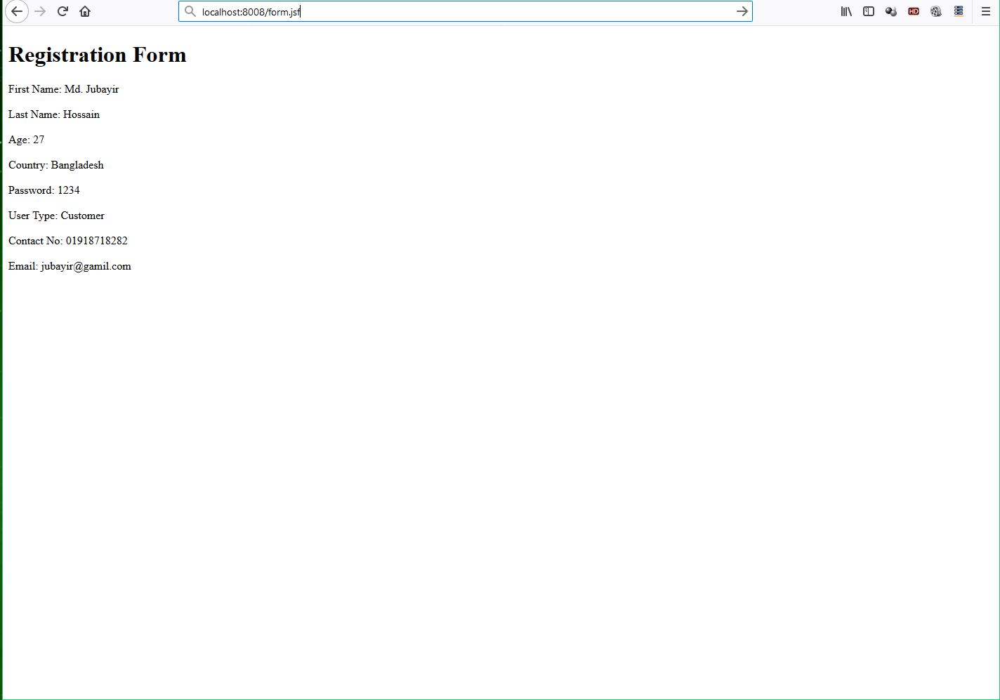 localhost:8008/form.jsf
HD
Registration Form
First Name: Md. Jubayir
Last Name: Hossain
Age: 27
Country: Bangladesh
Password: 1234
User Type: Customer
Contact No: 01918718282
Email: jubayir@gamil.com